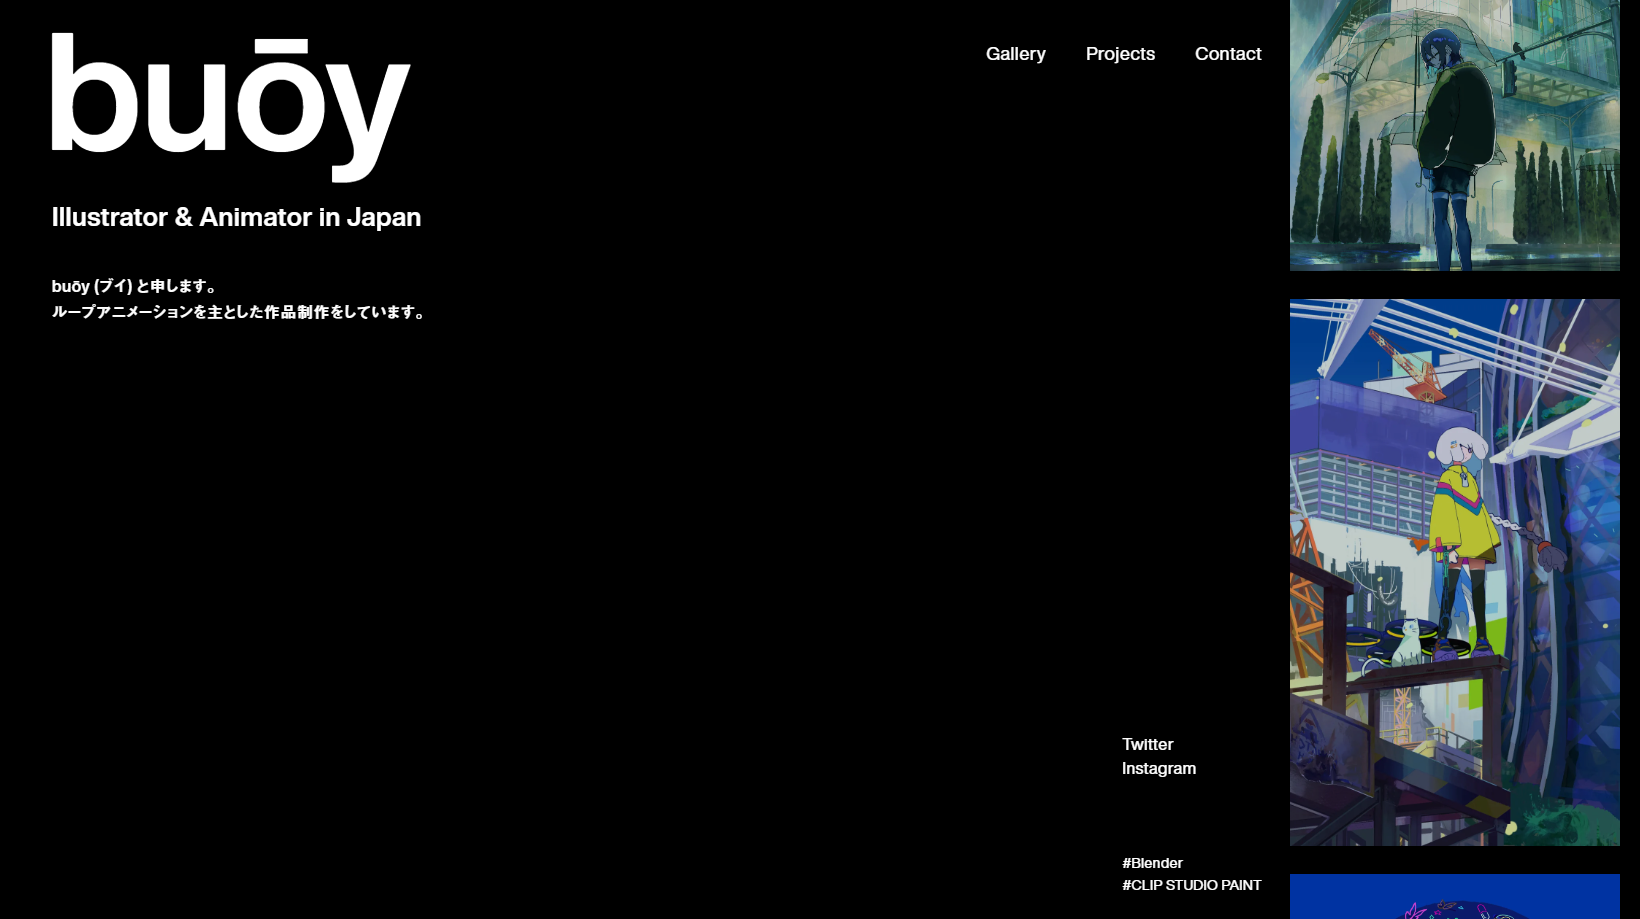 buōy
Gallery Projects Contact
Illustrator & Animator in Japan
buōy (ブイ) と申します。
ループアニメーションを主とした作品制作をしています。
Twitter
Instagram
#Blender
#CLIP STUDIO PAINT